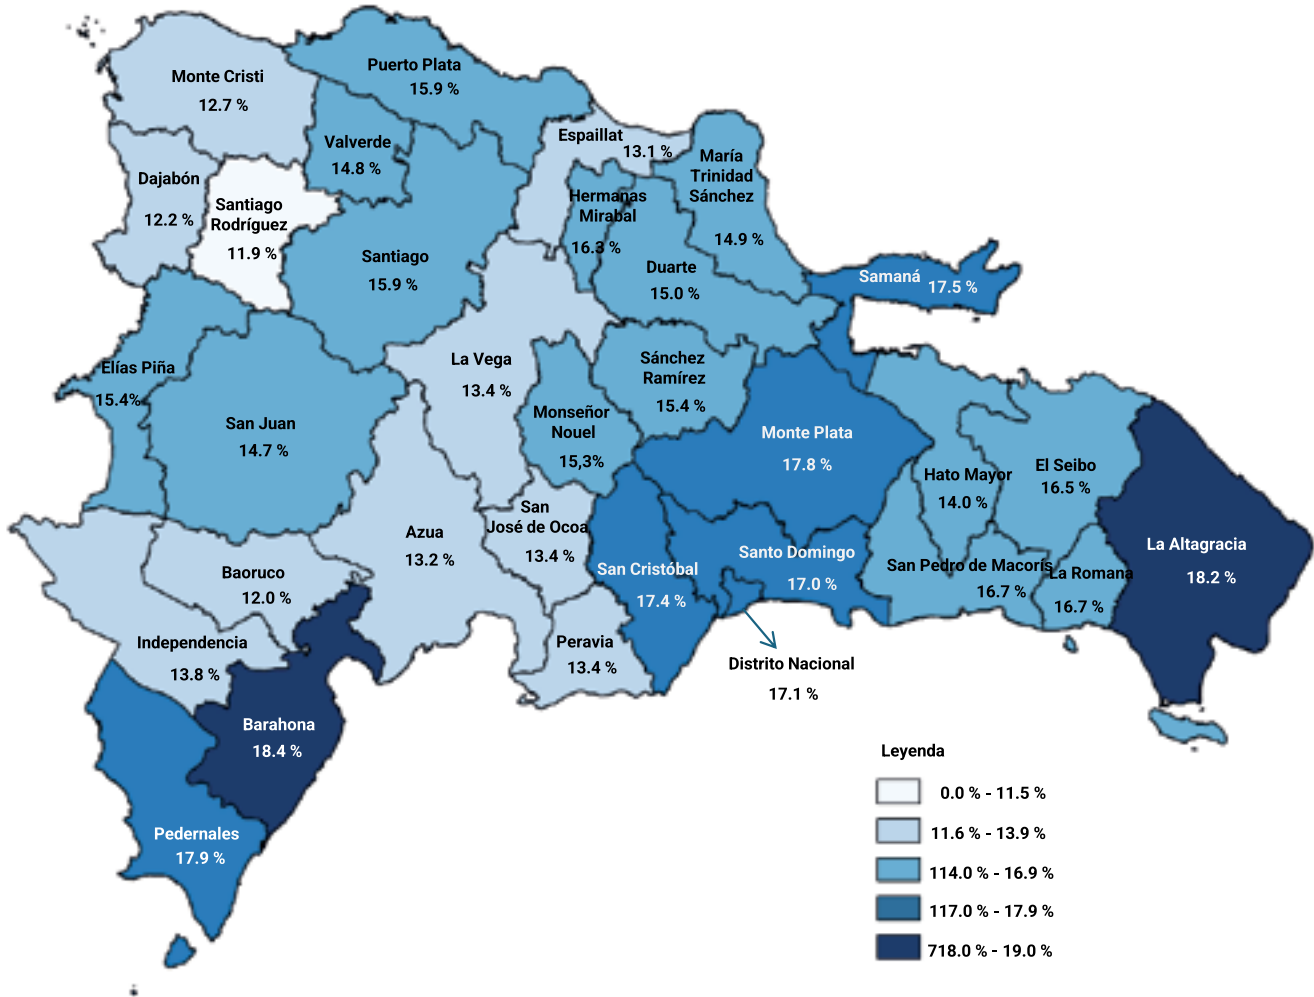 Monte Cristi
12.7 %
Puerto Plata
15.9 %
Valverde
14.8 %
Espaillat
13.1 %
María
Trinidad
Sánchez
14.9 %
Dajabón
12.2 %
Santiago
Rodríguez
11.9 %
Hermanas
Mirabal
16.3 %
Santiago
15.9 %
Duarte
15.0 %
Samaná
17.5 %
Elías Piña
15.4%
San Juan
14.7 %
La Vega
13.4 %
Sánchez
Ramírez
15.4 %
Monseñor
Nouel
15,3%
Monte Plata
17.8 %
Hato Mayor
14.0 %
El Seibo
16.5 %
Azua
13.2 %
San
José de Ocoa
13.4 %
San Cristóbal
17.4 %
Santo Domingo
17.0 %
San Pedro de Macorís
16.7 %
La Romana
16.7 %
La Altagracia
18.2 %
Baoruco
12.0 %
Independencia
13.8 %
Peravia
13.4 %
Distrito Nacional
17.1 %
Barahona
18.4 %
Pedernales
17.9 %
Leyenda
0.0 % - 11.5 %
11.6 % - 13.9 %
114.0 % - 16.9 %
117.0 % - 17.9 %
718.0 % - 19.0 %